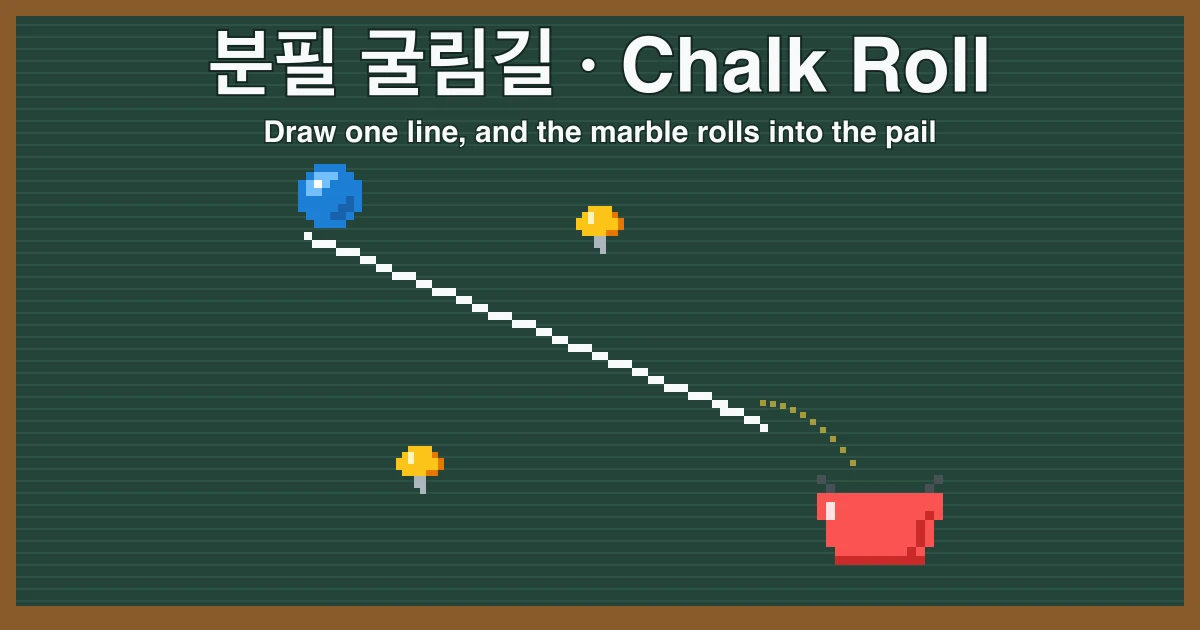 분필 굴림길 · Chalk Roll
Draw one line, and the marble rolls into the pail